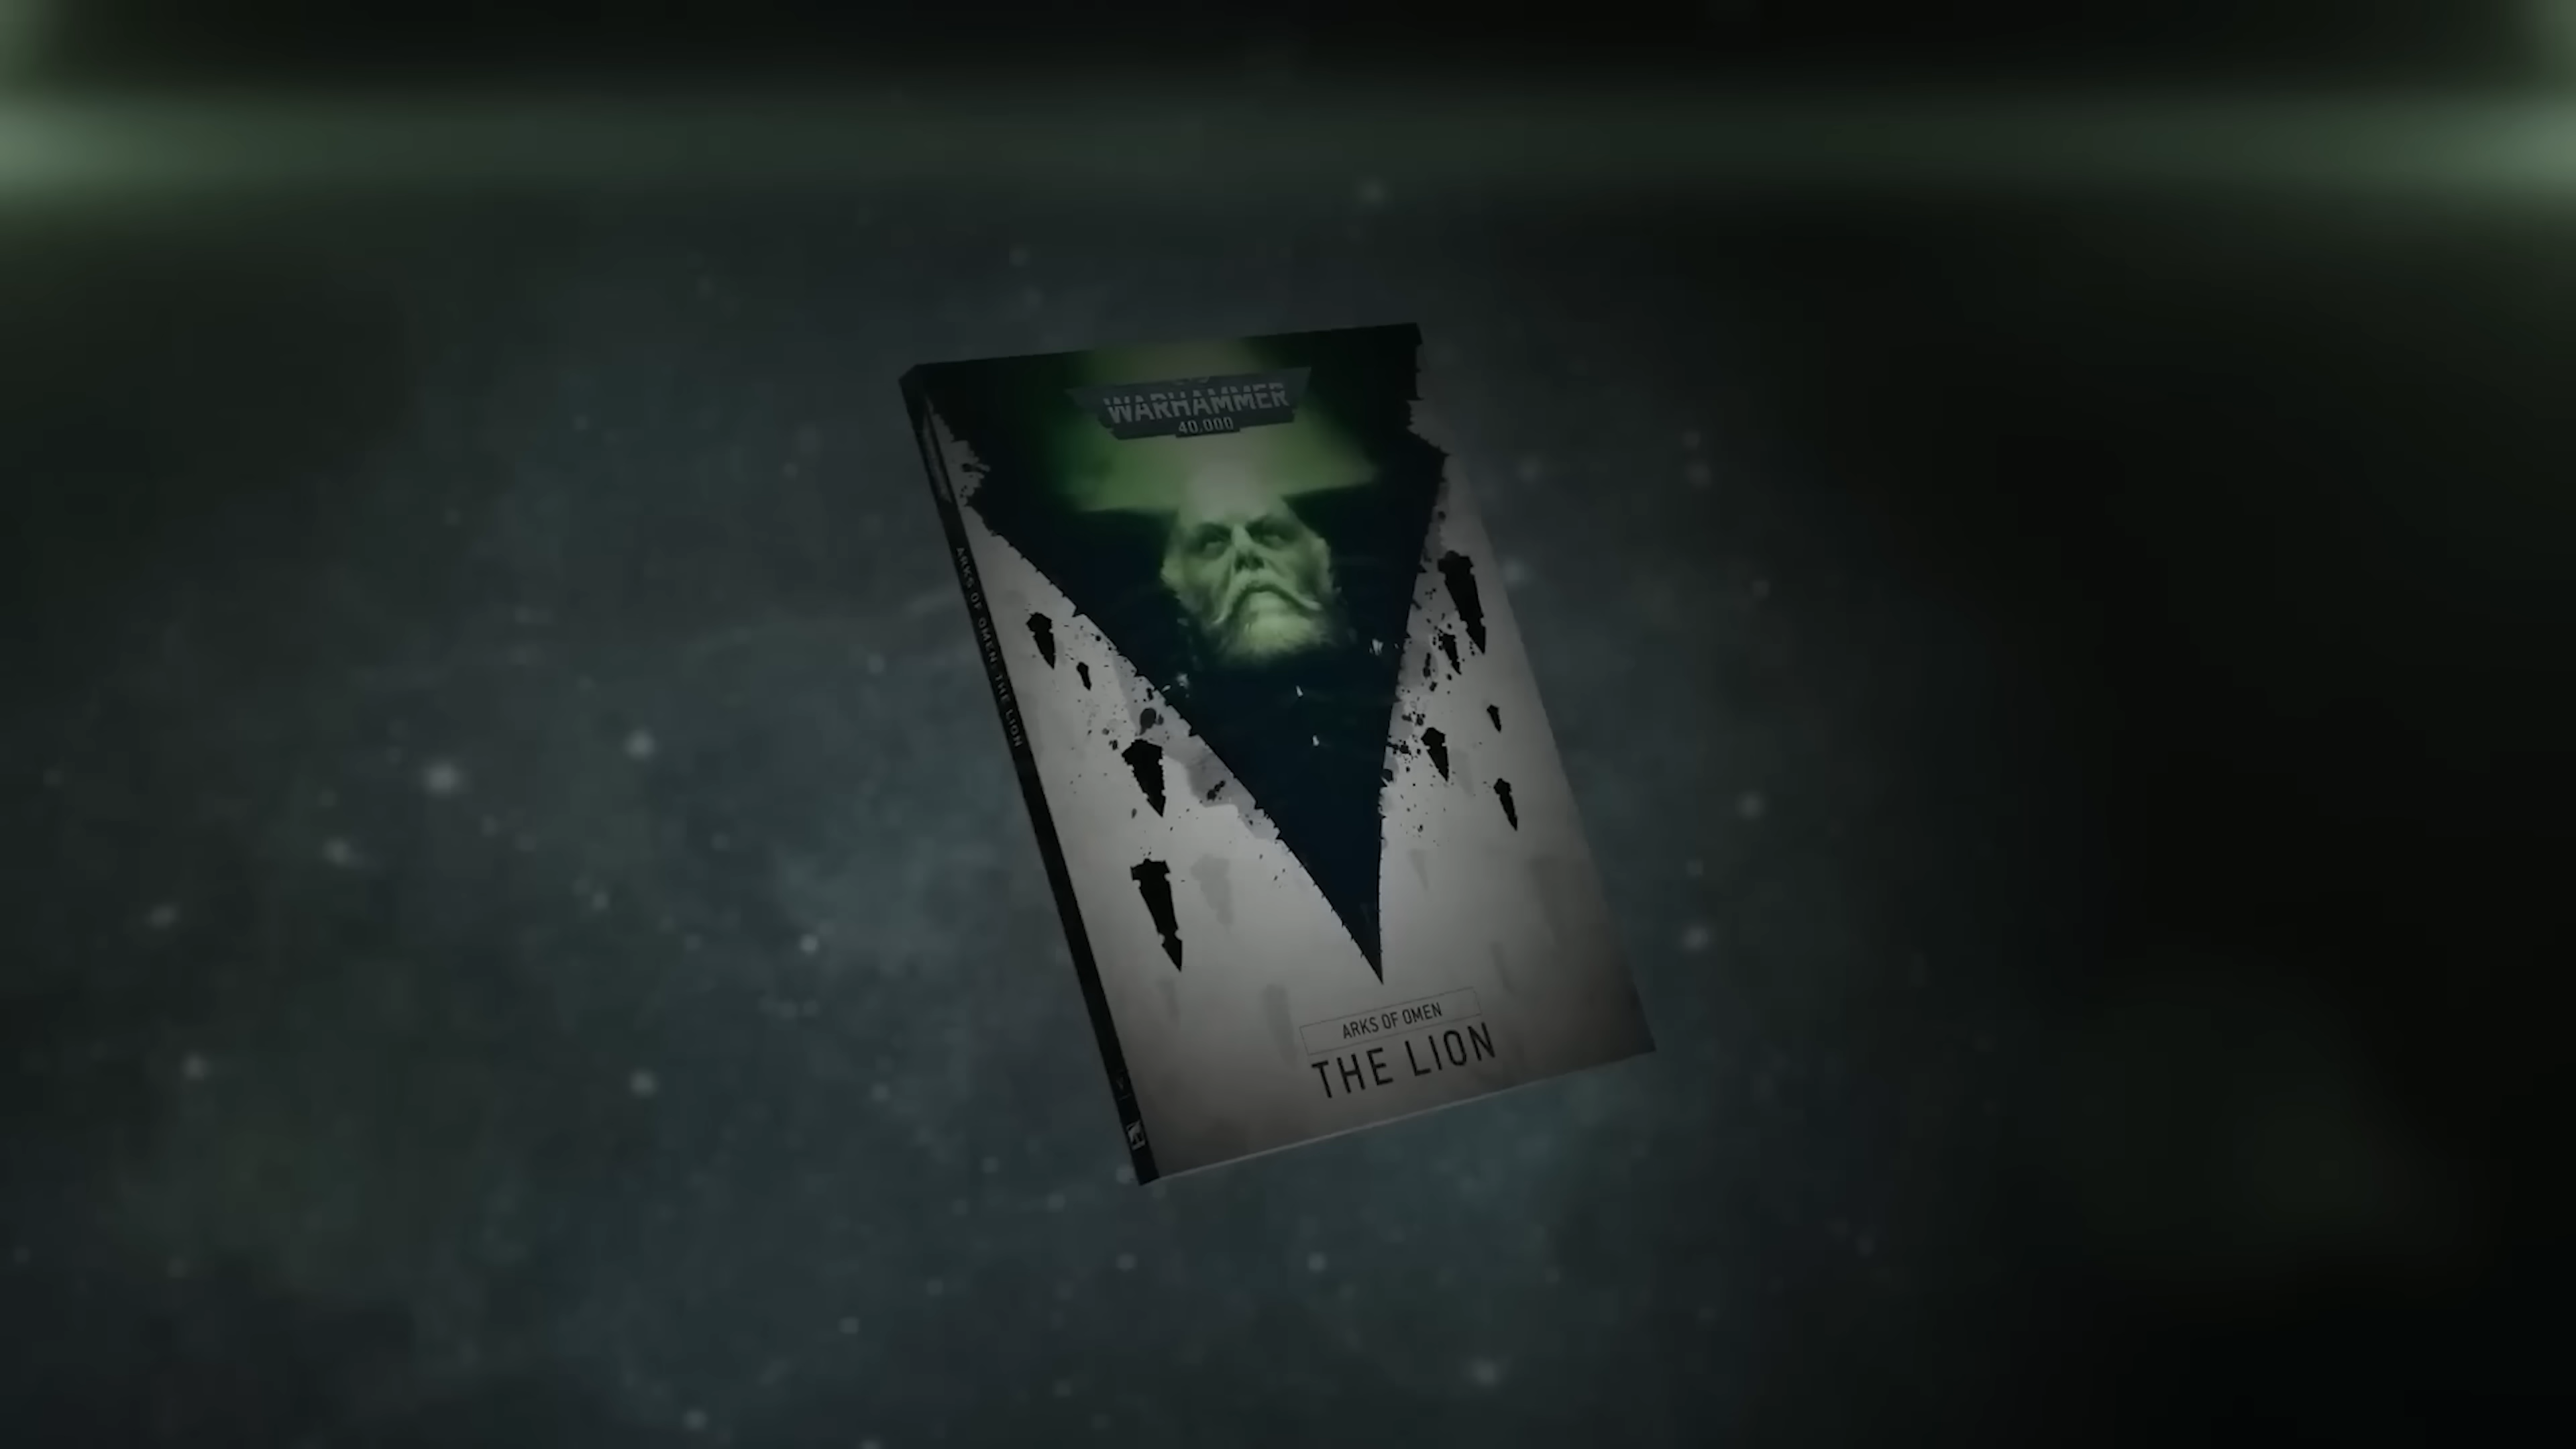 WARHAMMER
40,000
ARKS OF OMEN: THE LION
ARKS OF OMEN
THE LION